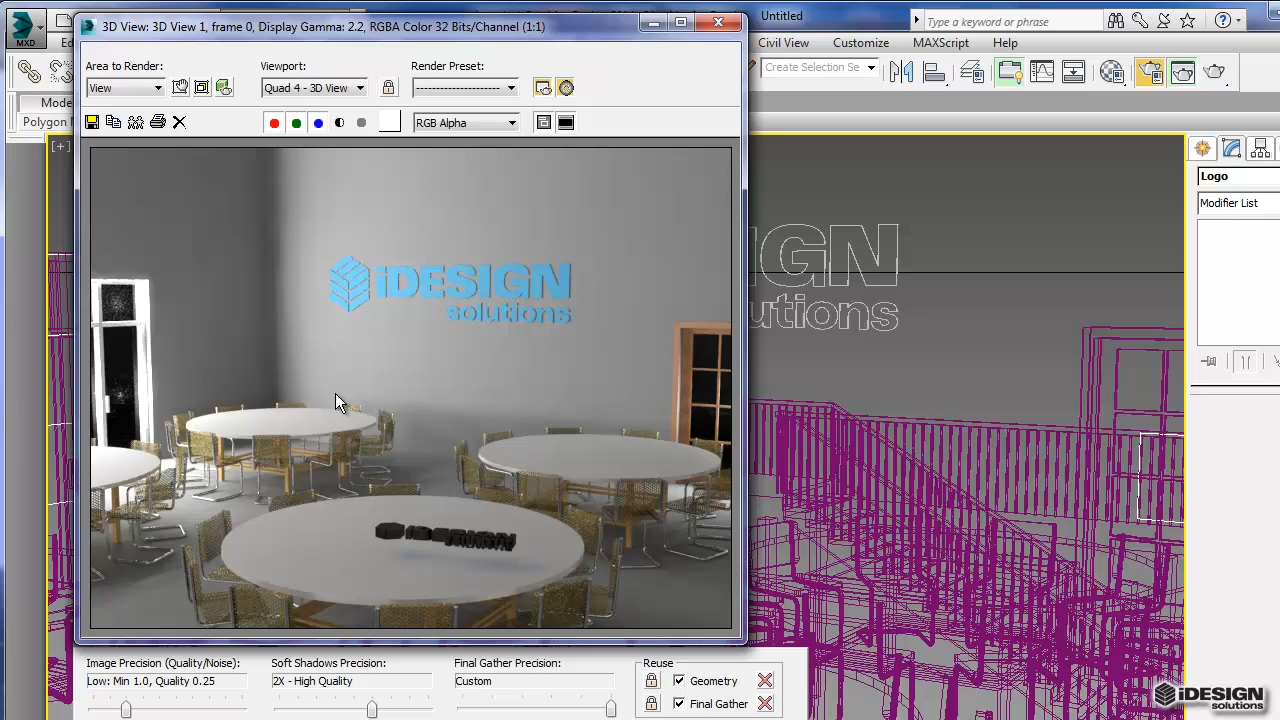 3D View: 3D View 1, frame 0, Display Gamma: 2.2, RGBA Color 32 Bits/Channel (1:1)
Untitled
Type a keyword or phrase
MXD
Civil View
Customize
MAXScript
Help
Area to Render:
Viewport:
Render Preset:
View
Quad 4 - 3D View
Create Selection Se
Mode
Polygon M
RGB Alpha
[+]
Logo
Modifier List
iDESIGN
solutions
IGN
utions
iDESIGN
Image Precision (Quality/Noise):
Soft Shadows Precision:
Final Gather Precision:
Reuse
Low: Min 1.0, Quality 0.25
2X - High Quality
Custom
Geometry
Final Gather
iDESIGN
solutions